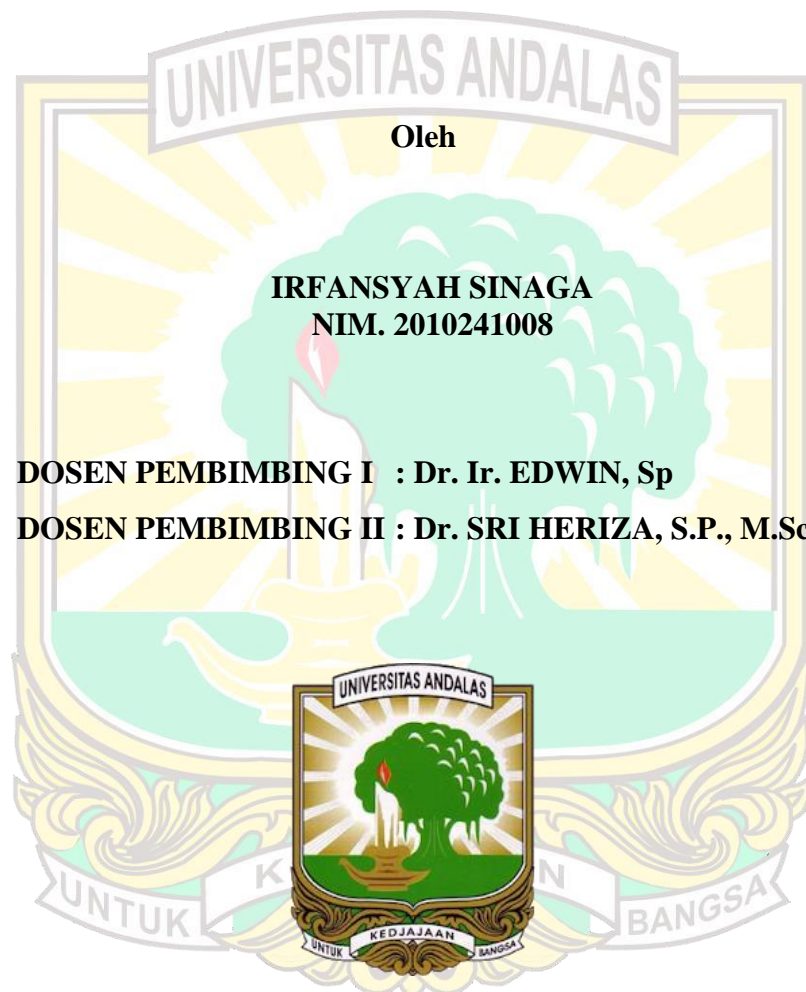 UNIVERSITAS ANDALAS
Oleh
IRFANSYAH SINAGA
NIM. 2010241008
DOSEN PEMBIMBING I : Dr. Ir. EDWIN, Sp
DOSEN PEMBIMBING II : Dr. SRI HERIZA, S.P., M.Sc
UNIVERSITAS ANDALAS
UNTUK KEDJAJAAN BANGSA
UNTUK K N BANGSA